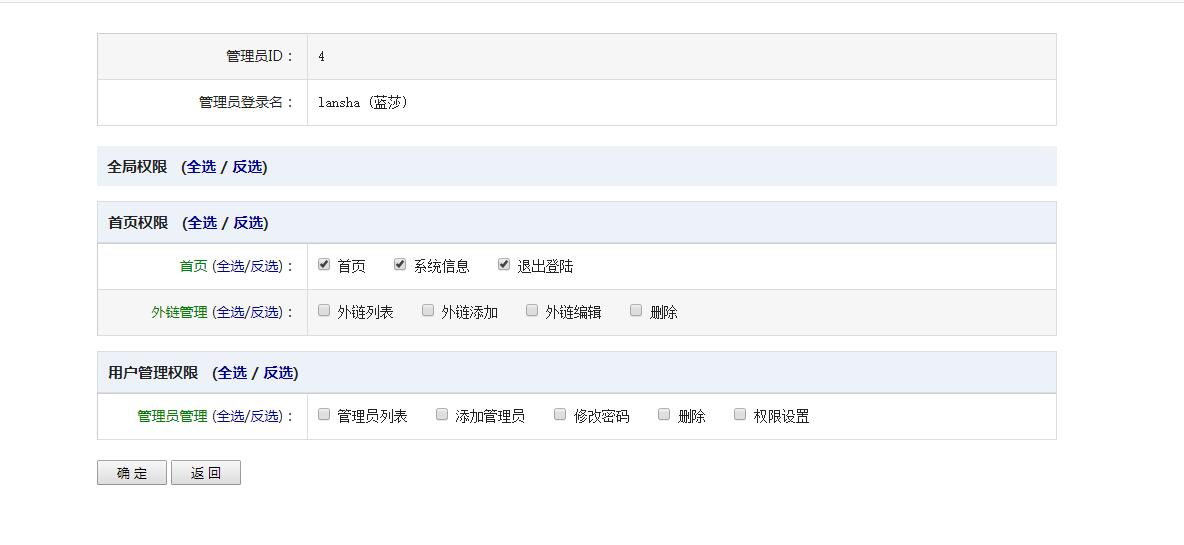 管理员ID： 4
管理员登录名： lansha (蓝莎)
全局权限 (全选 / 反选)
首页权限 (全选 / 反选)
首页 (全选/反选)： 首页 系统信息 退出登陆
外链管理 (全选/反选)： 外链列表 外链添加 外链编辑 删除
用户管理权限 (全选 / 反选)
管理员管理 (全选/反选)： 管理员列表 添加管理员 修改密码 删除 权限设置
确 定 返 回